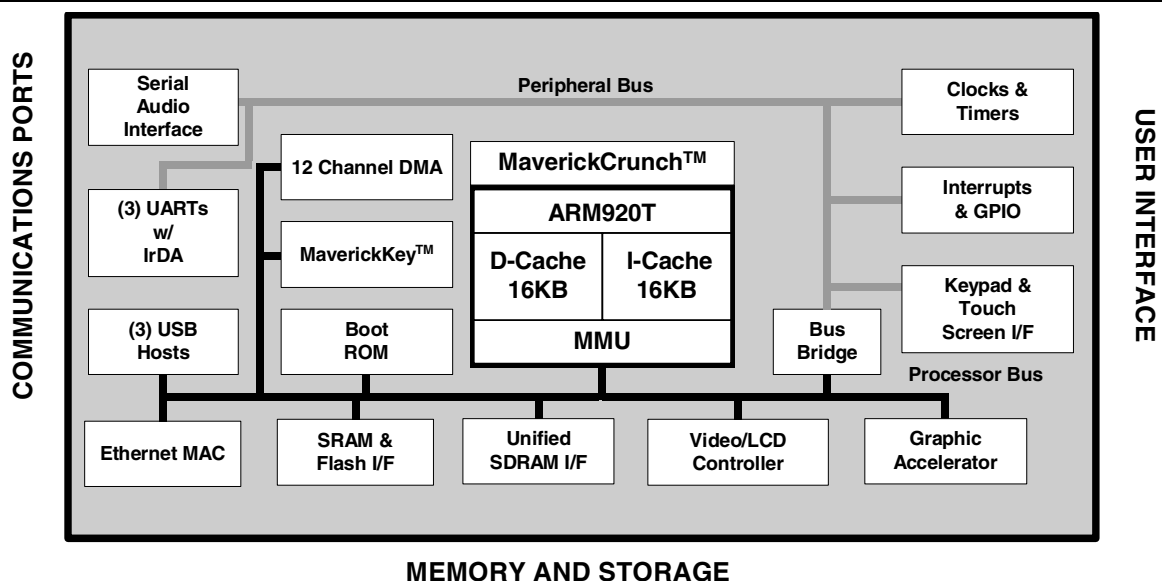 COMMUNICATIONS PORTS
Serial
Audio
Interface
Peripheral Bus
Clocks &
Timers
12 Channel DMA
MaverickCrunch™
(3) UARTs
w/
IrDA
ARM920T
Interrupts
& GPIO
MaverickKey™
D-Cache
16KB
I-Cache
16KB
Keypad &
Touch
Screen I/F
(3) USB
Hosts
Boot
ROM
MMU
Bus
Bridge
Processor Bus
Ethernet MAC
SRAM &
Flash I/F
Unified
SDRAM I/F
Video/LCD
Controller
Graphic
Accelerator
USER INTERFACE
MEMORY AND STORAGE